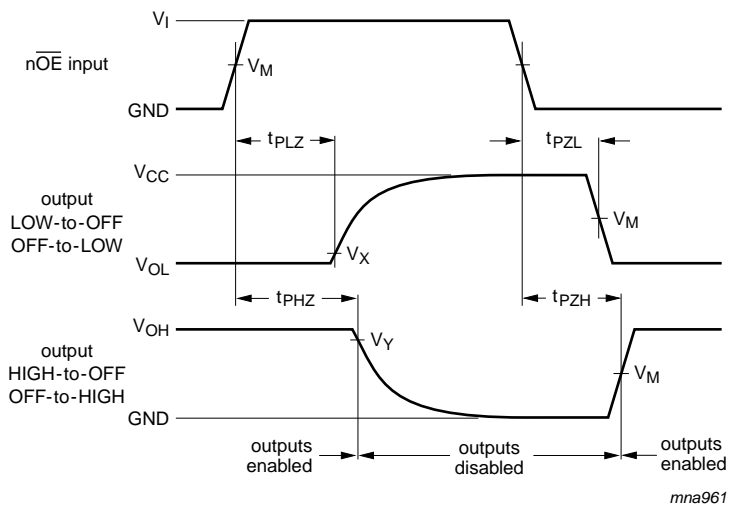 V_I
nOE input
V_M
GND
t_PLZ
t_PZL
V_CC
output
LOW-to-OFF
OFF-to-LOW
V_M
V_X
V_OL
t_PHZ
t_PZH
V_OH
output
HIGH-to-OFF
OFF-to-HIGH
V_Y
V_M
GND
outputs
enabled
outputs
disabled
outputs
enabled
mna961